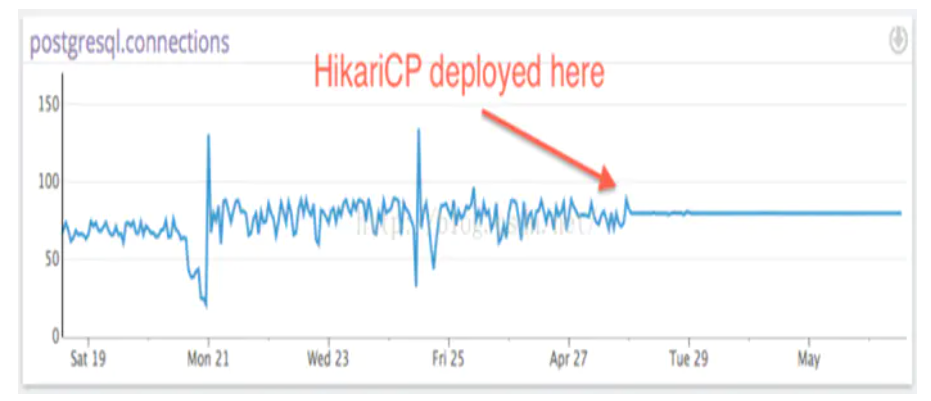 postgresql.connections
HikariCP deployed here
150
100
50
0
Sat 19 Mon 21 Wed 23 Fri 25 Apr 27 Tue 29 May